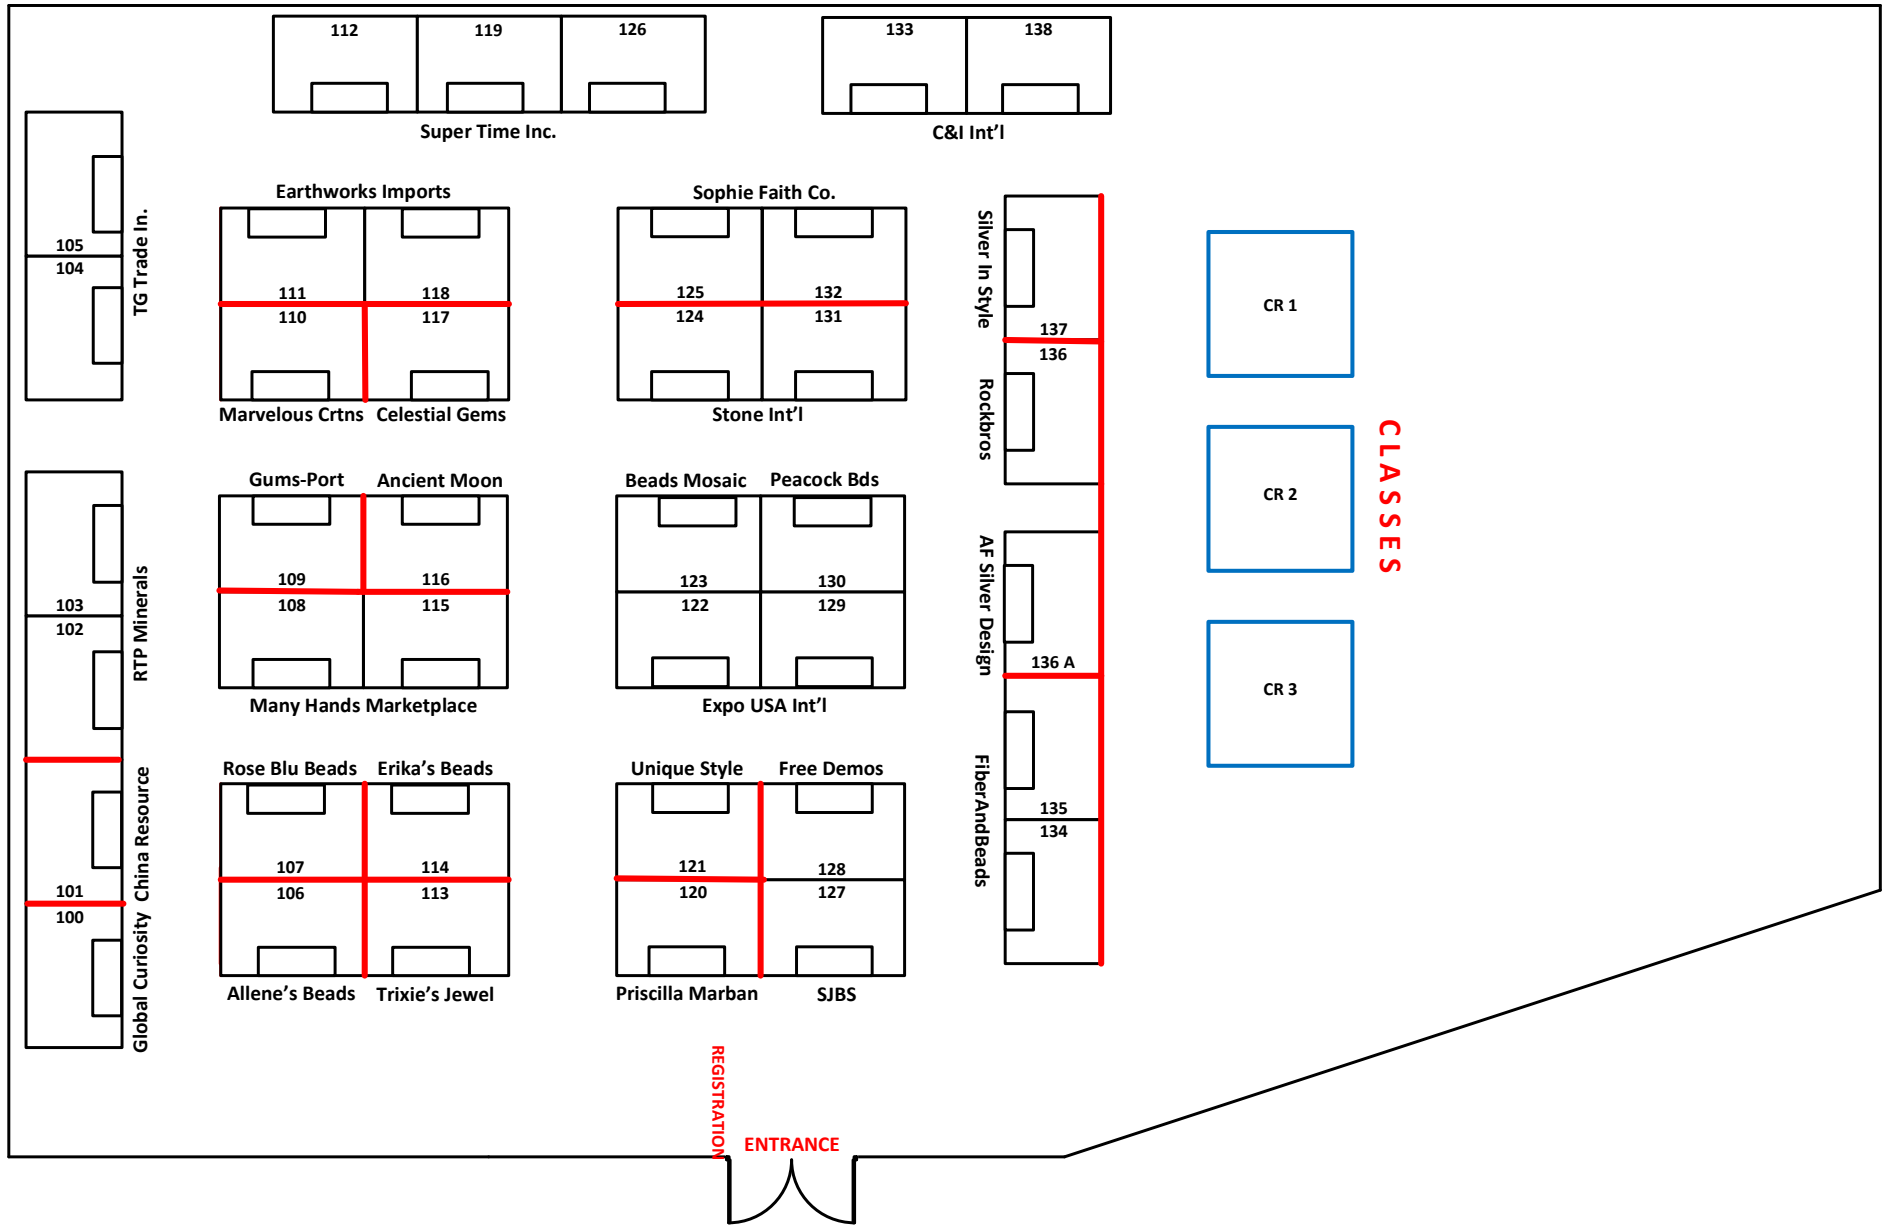 112
119
126
133
138
Super Time Inc.
C&I Int'l
105
104
TG Trade In.
Earthworks Imports
111
118
110
117
Marvelous Crtns
Celestial Gems
Sophie Faith Co.
125
132
124
131
Stone Int'l
Silver In Style
137
136
Rockbros
CR 1
CR 2
CR 3
CLASSES
103
102
RTP Minerals
Gums-Port
Ancient Moon
109
116
108
115
Many Hands Marketplace
Beads Mosaic
Peacock Bds
123
130
122
129
Expo USA Int'l
AF Silver Design
136 A
FiberAndBeads
135
134
China Resource
101
100
Global Curiosity
Rose Blu Beads
Erika's Beads
107
114
106
113
Allene's Beads
Trixie's Jewel
Unique Style
Free Demos
121
128
120
127
Priscilla Marban
SJBS
REGISTRATION
ENTRANCE